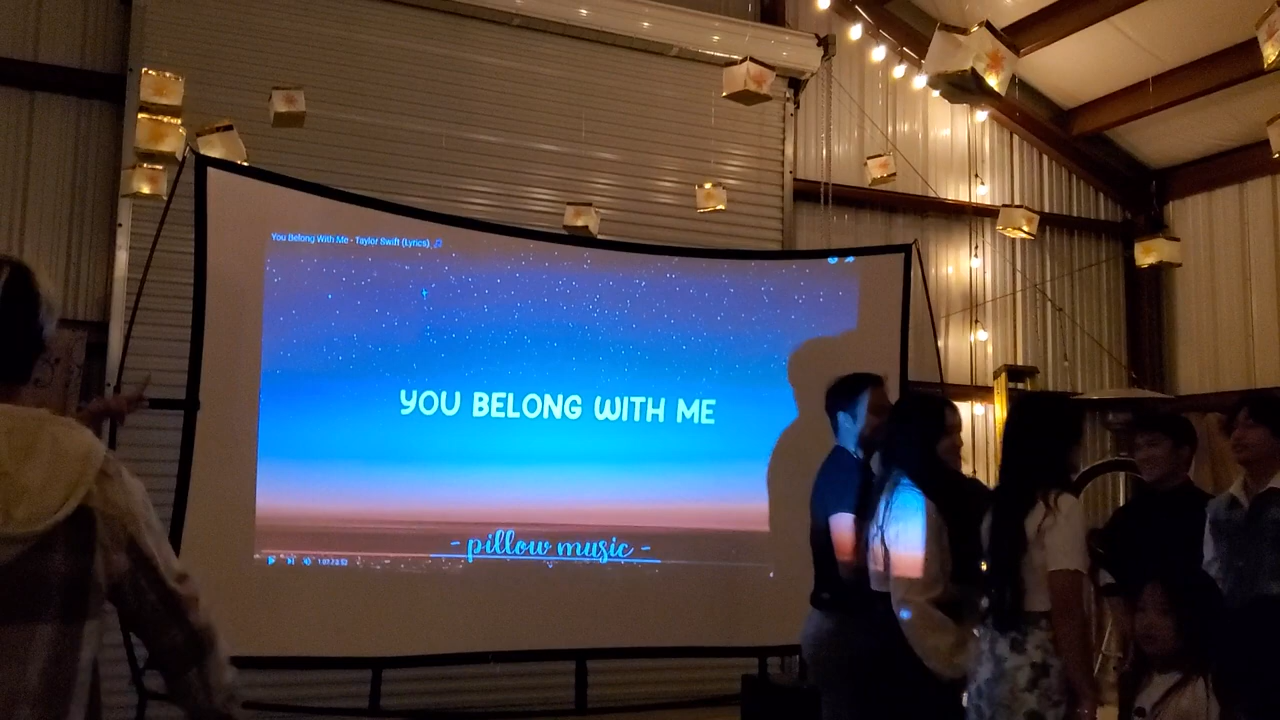 You Belong With Me - Taylor Swift (Lyrics)
YOU BELONG WITH ME
- pillow music -